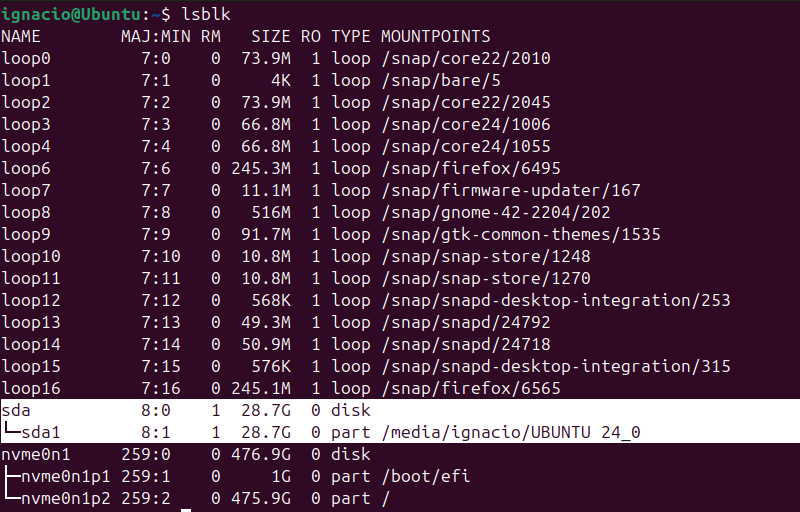 ignacio@Ubuntu:~$ lsblk
NAME        MAJ:MIN RM   SIZE RO TYPE MOUNTPOINTS
loop0         7:0    0  73.9M  1 loop /snap/core22/2010
loop1         7:1    0     4K  1 loop /snap/bare/5
loop2         7:2    0  73.9M  1 loop /snap/core22/2045
loop3         7:3    0  66.8M  1 loop /snap/core24/1006
loop4         7:4    0  66.8M  1 loop /snap/core24/1055
loop6         7:6    0 245.3M  1 loop /snap/firefox/6495
loop7         7:7    0  11.1M  1 loop /snap/firmware-updater/167
loop8         7:8    0   516M  1 loop /snap/gnome-42-2204/202
loop9         7:9    0  91.7M  1 loop /snap/gtk-common-themes/1535
loop10        7:10   0  10.8M  1 loop /snap/snap-store/1248
loop11        7:11   0  10.8M  1 loop /snap/snap-store/1270
loop12        7:12   0   568K  1 loop /snap/snapd-desktop-integration/253
loop13        7:13   0  49.3M  1 loop /snap/snapd/24792
loop14        7:14   0  50.9M  1 loop /snap/snapd/24718
loop15        7:15   0   576K  1 loop /snap/snapd-desktop-integration/315
loop16        7:16   0 245.1M  1 loop /snap/firefox/6565
sda           8:0    1  28.7G  0 disk
└─sda1        8:1    1  28.7G  0 part /media/ignacio/UBUNTU 24_0
nvme0n1     259:0    0 476.9G  0 disk
├─nvme0n1p1 259:1    0     1G  0 part /boot/efi
└─nvme0n1p2 259:2    0 475.9G  0 part /